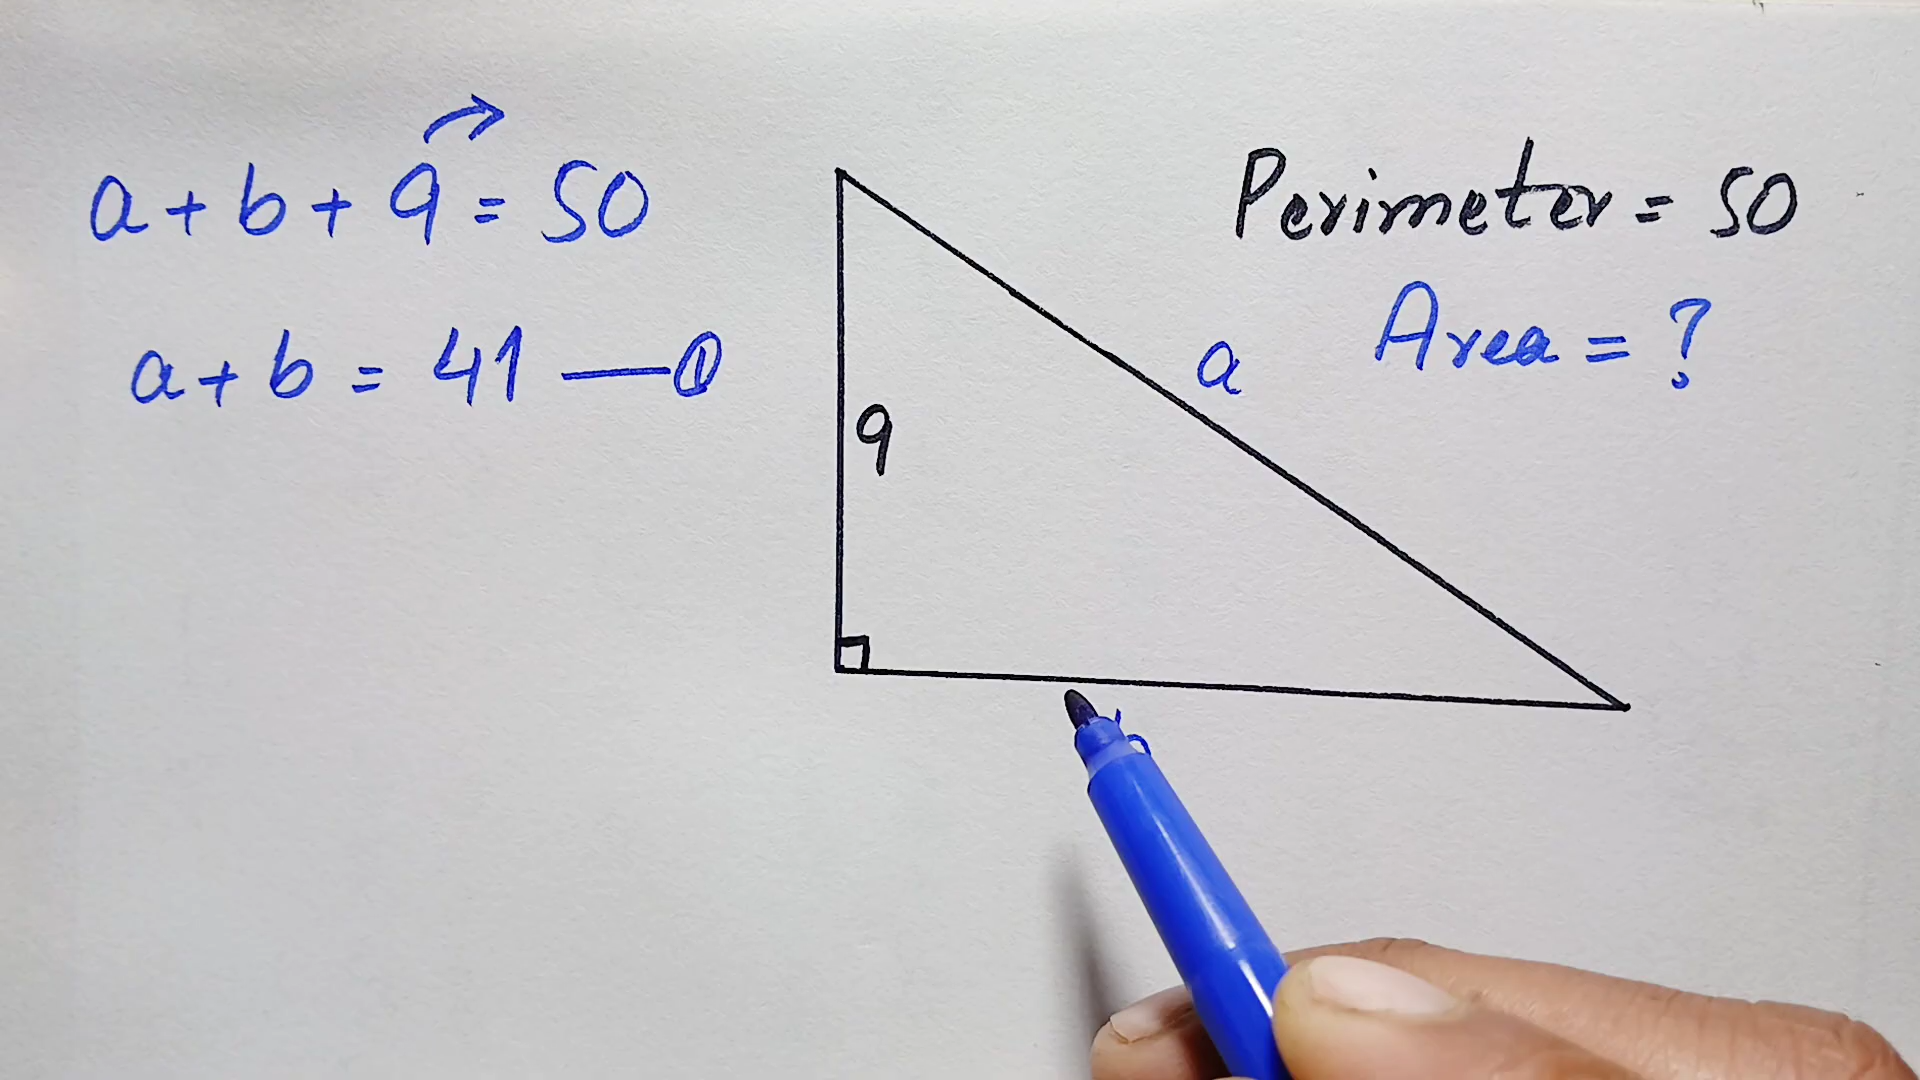 a + b + 9 = 50
a + b = 41 — ①
Perimeter = 50
Area = ?
a
9